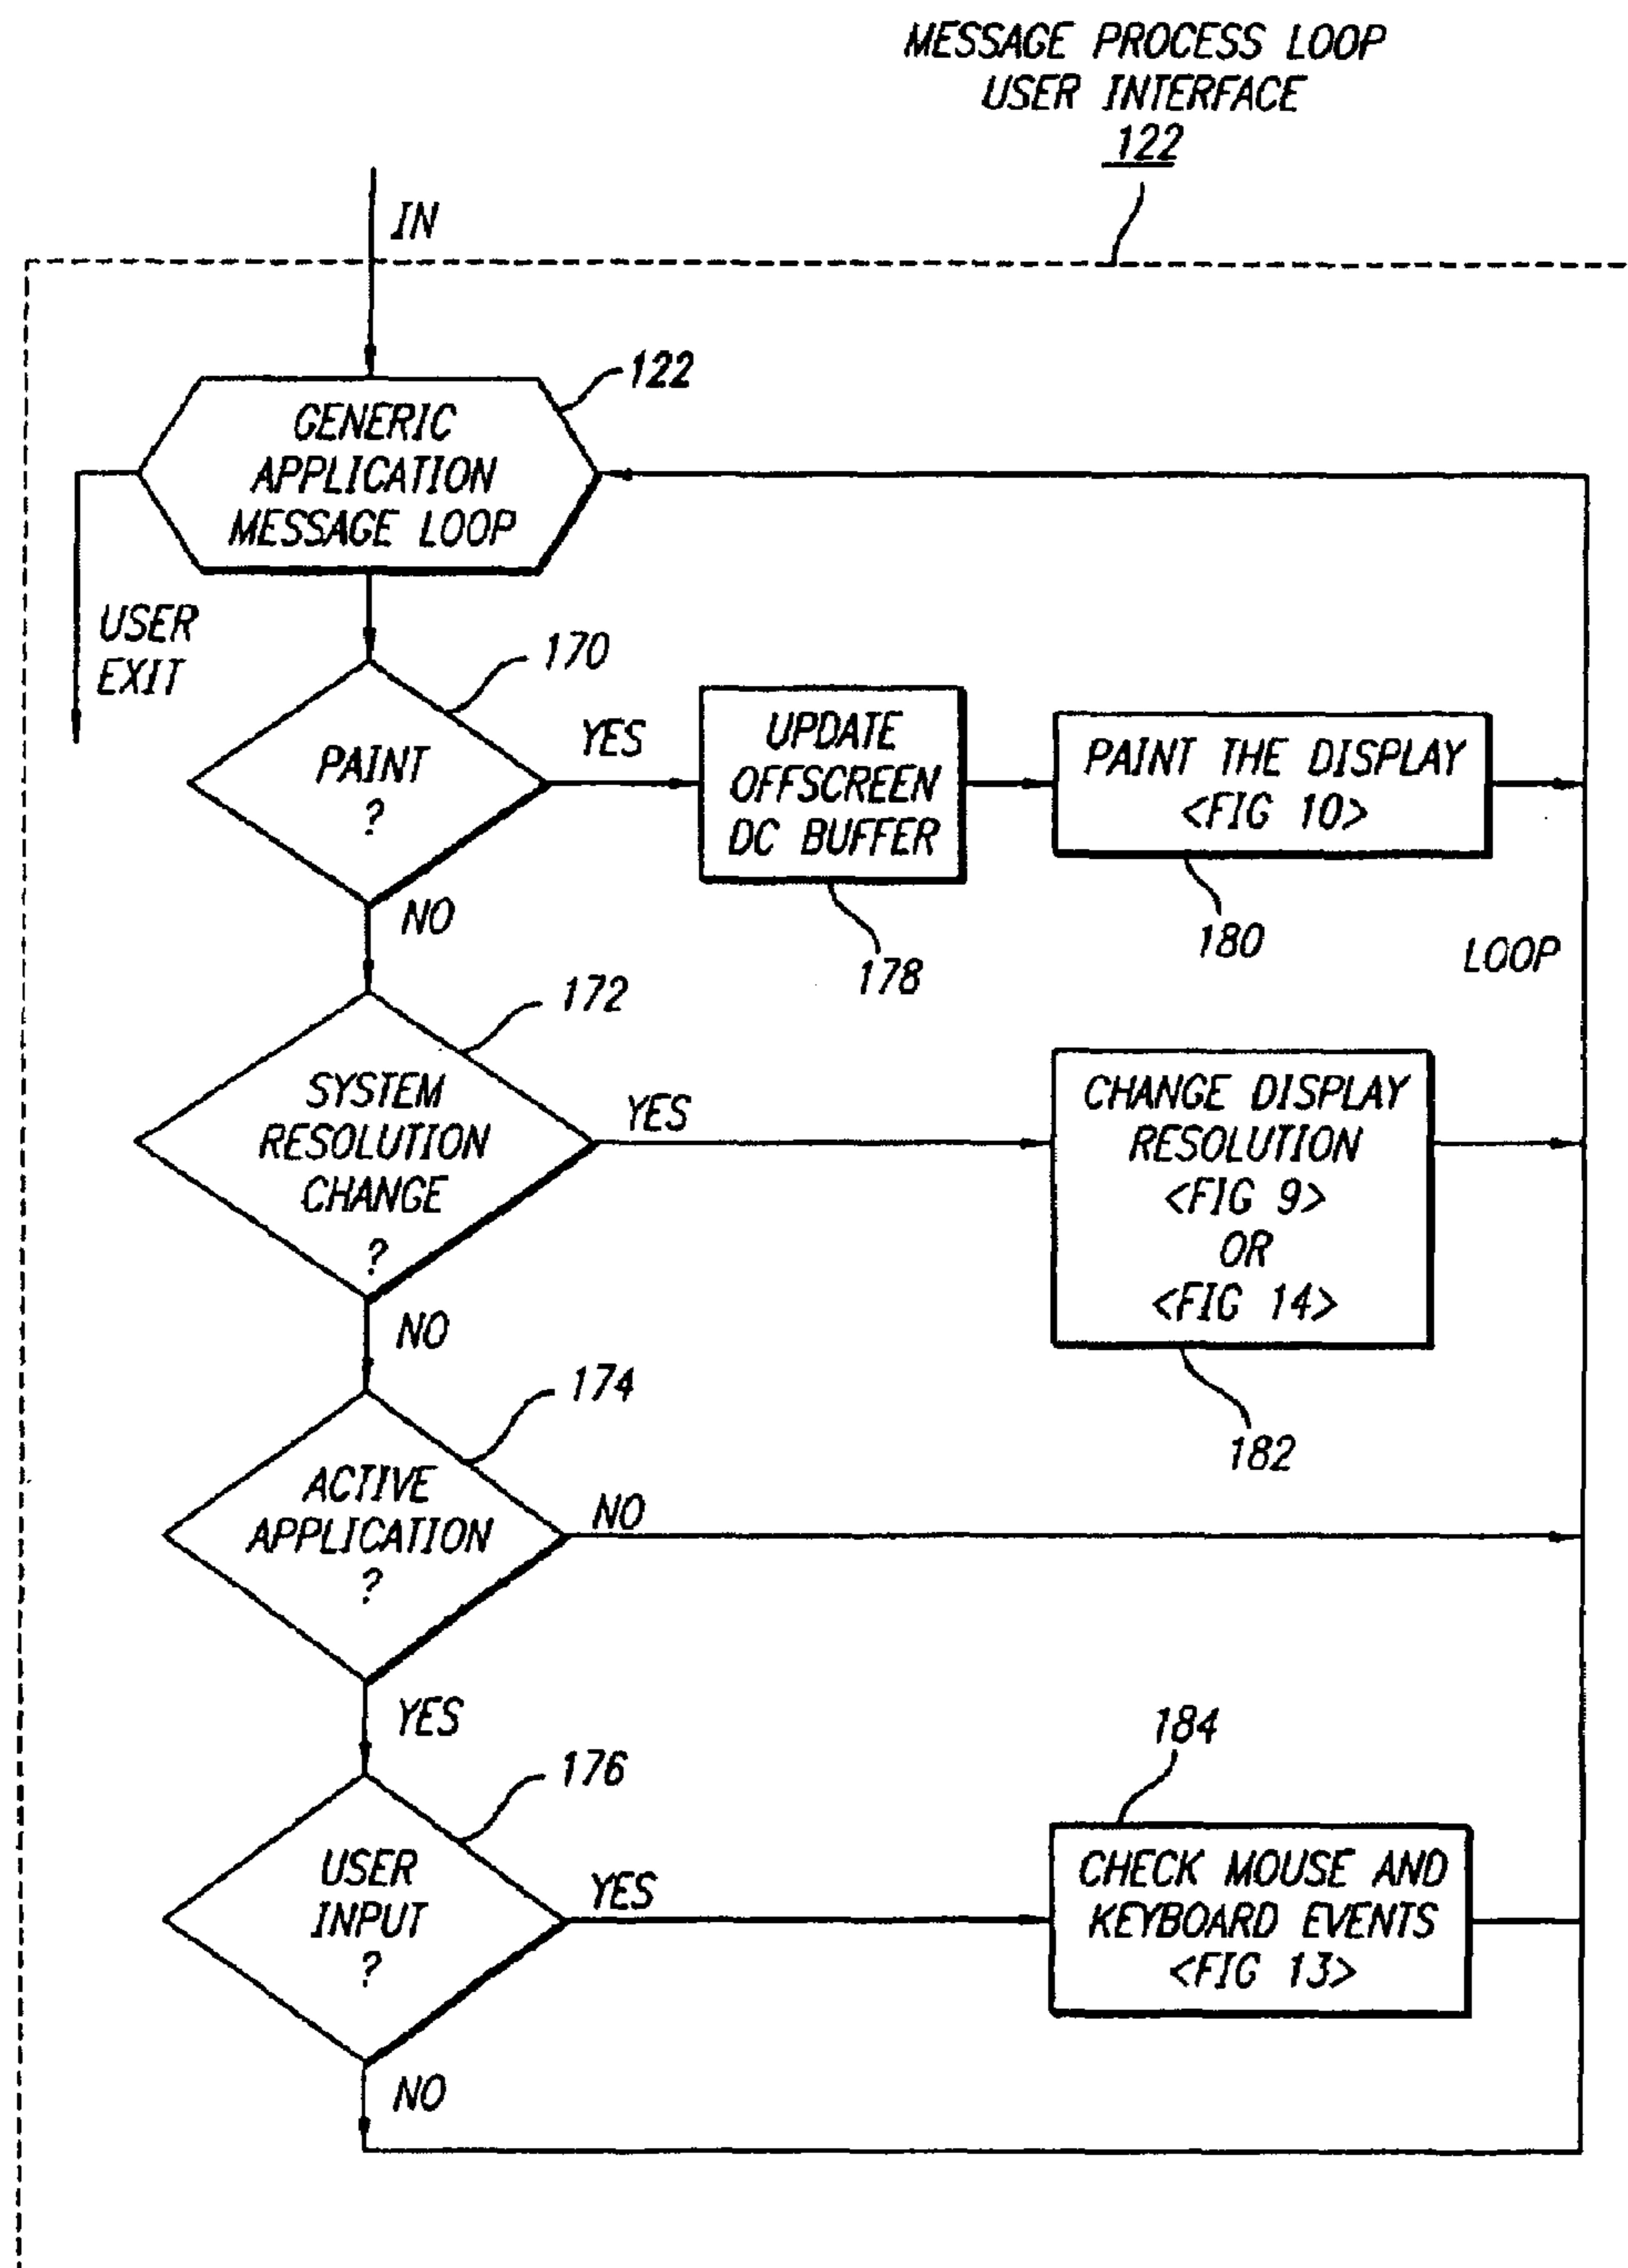 MESSAGE PROCESS LOOP
USER INTERFACE
122
IN
122
GENERIC
APPLICATION
MESSAGE LOOP
USER
EXIT
170
PAINT
?
YES
UPDATE
OFFSCREEN
DC BUFFER
178
PAINT THE DISPLAY
<FIG 10>
180
LOOP
NO
172
SYSTEM
RESOLUTION
CHANGE
?
YES
CHANGE DISPLAY
RESOLUTION
<FIG 9>
OR
<FIG 14>
182
NO
174
ACTIVE
APPLICATION
?
NO
YES
176
USER
INPUT
?
YES
184
CHECK MOUSE AND
KEYBOARD EVENTS
<FIG 13>
NO